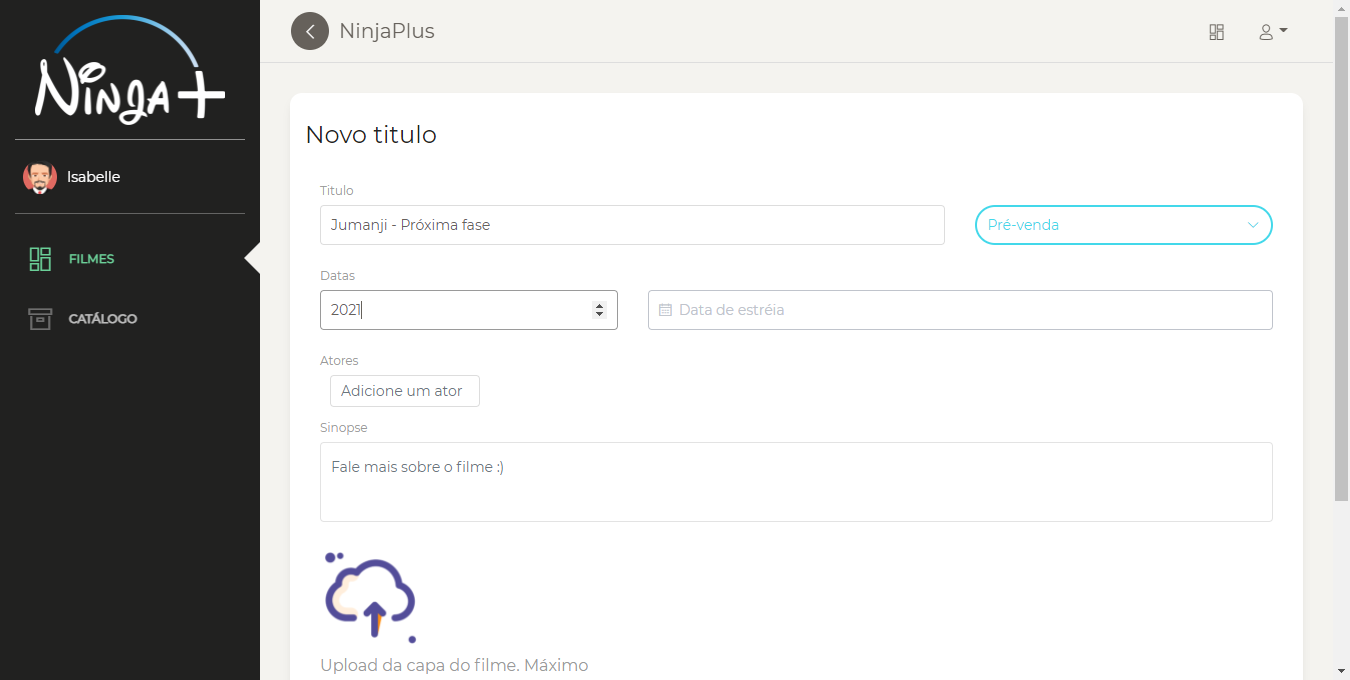 Ninja+
Isabelle
FILMES
CATÁLOGO
NinjaPlus
Novo titulo
Titulo
Jumanji - Próxima fase
Pré-venda
Datas
2021
Data de estréia
Atores
Adicione um ator
Sinopse
Fale mais sobre o filme :)
Upload da capa do filme. Máximo